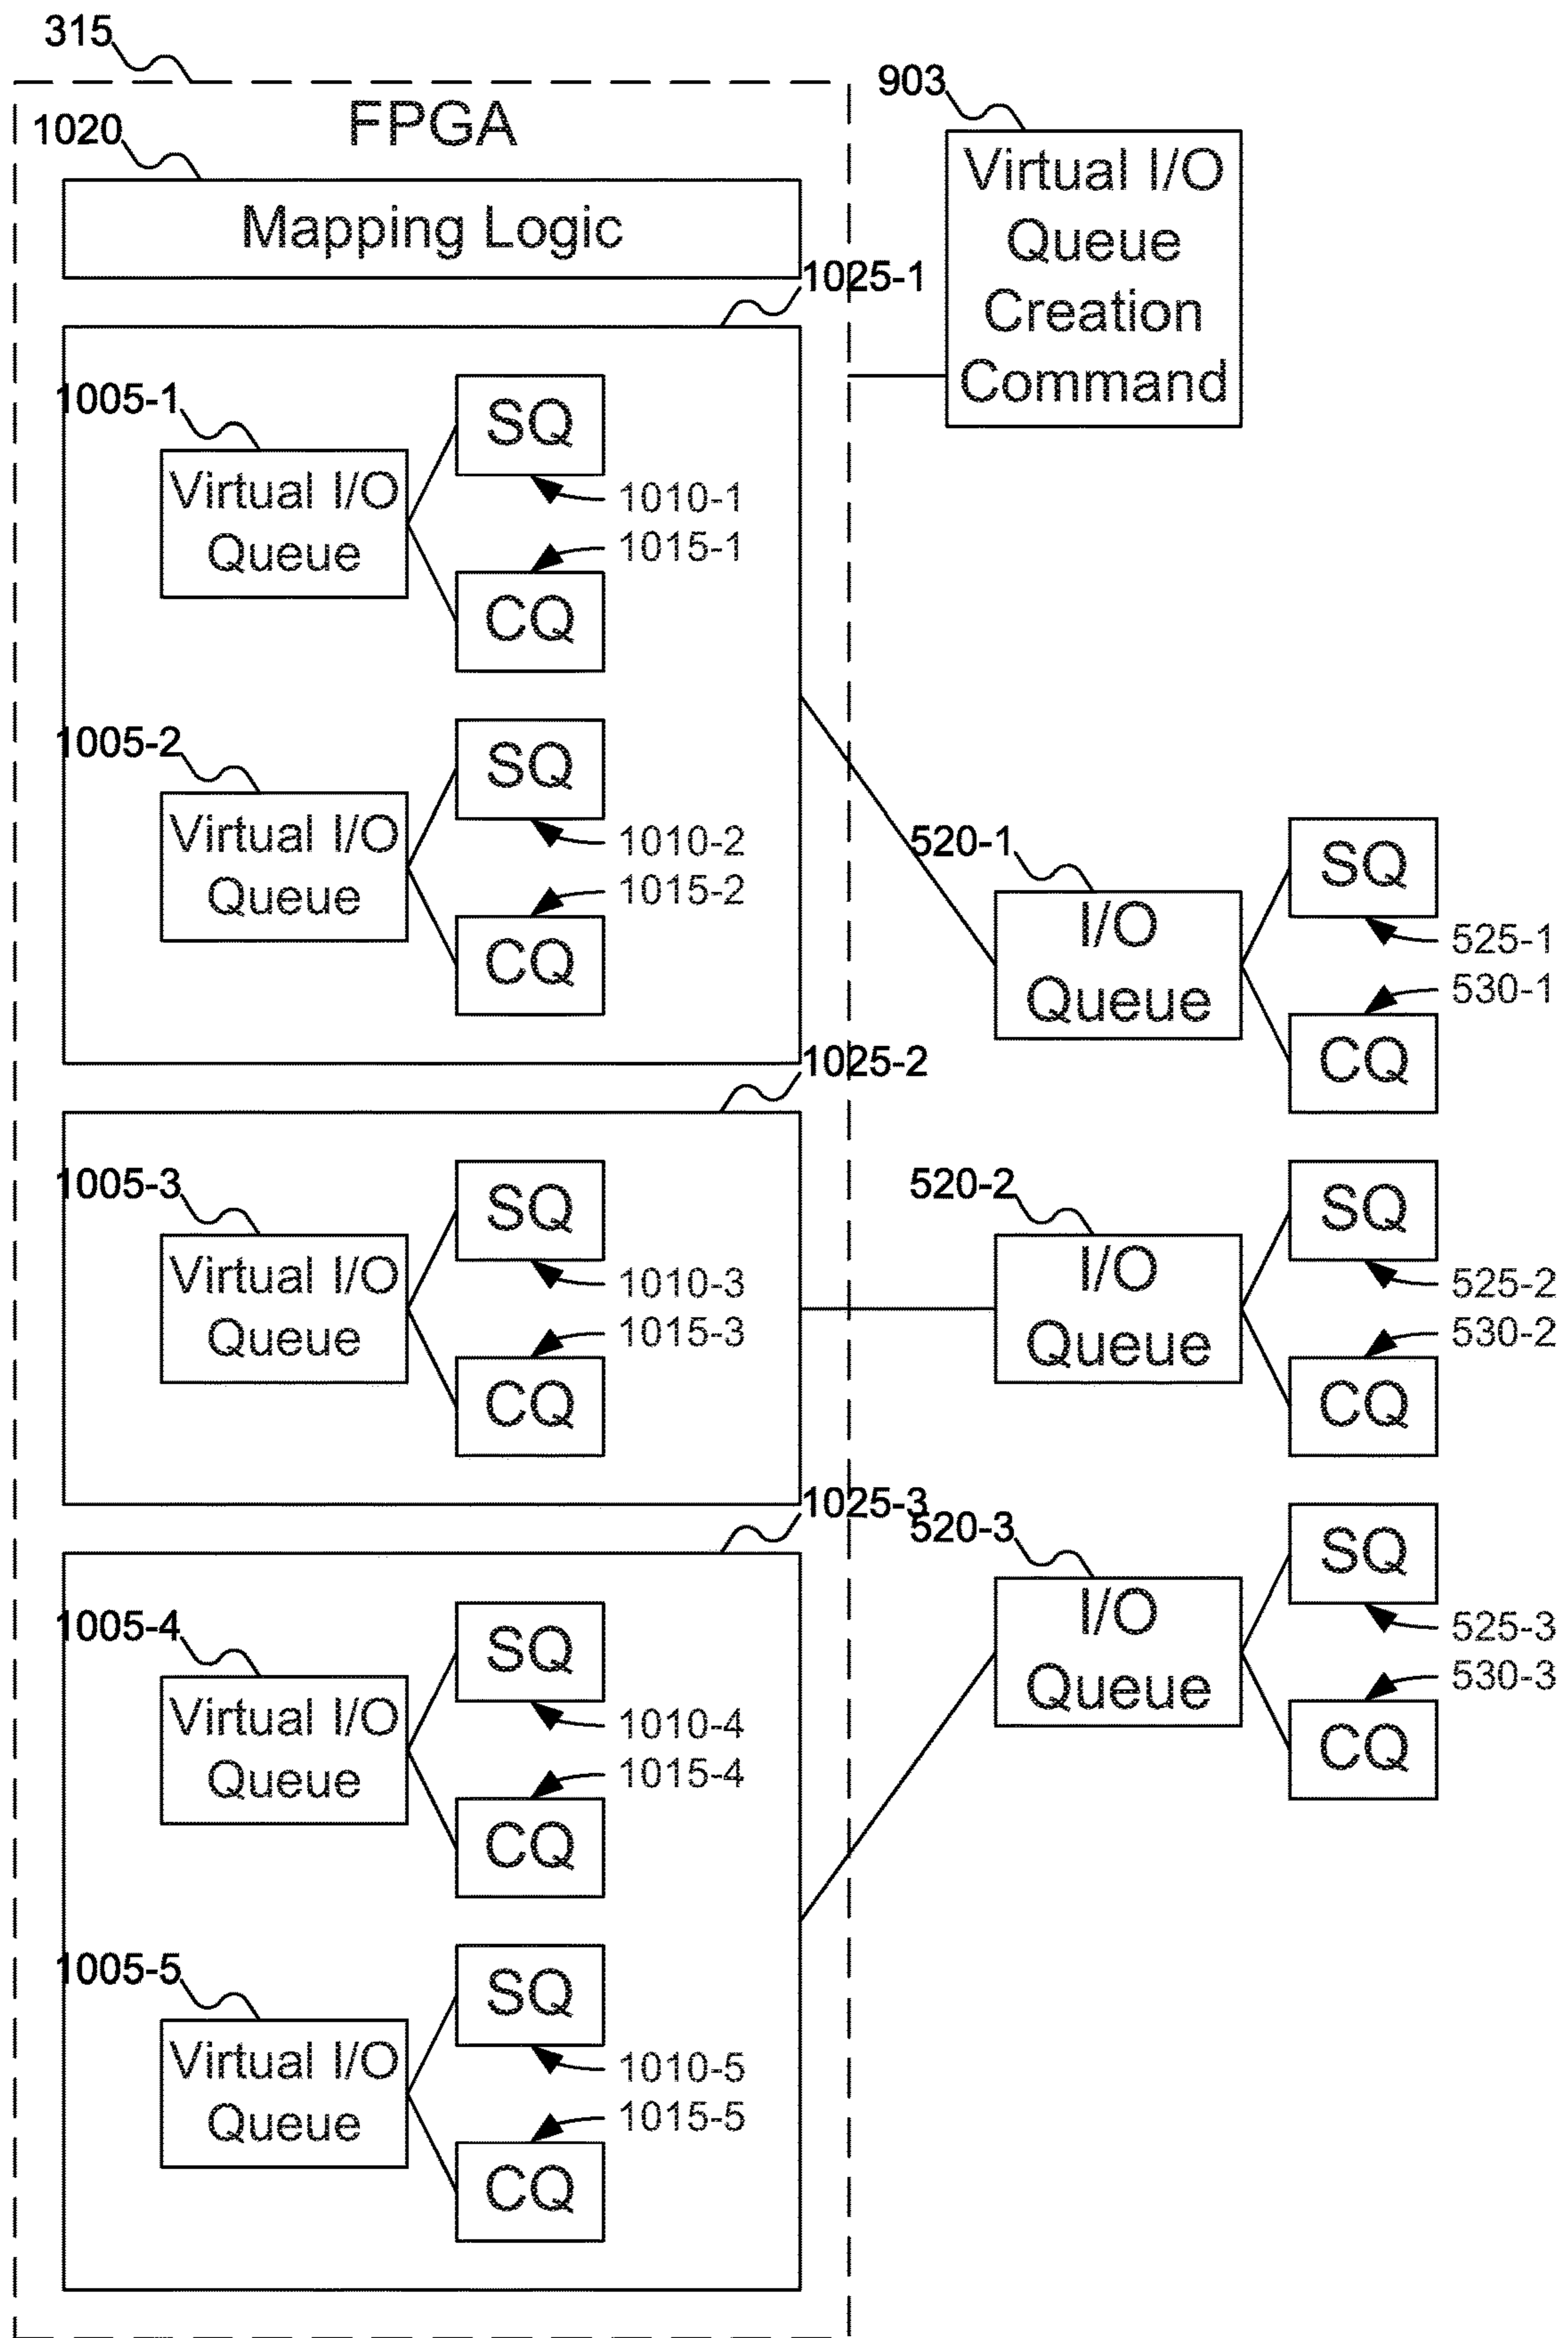 315
FPGA
903
1020
Mapping Logic
Virtual I/O
Queue
Creation
Command
1025-1
1005-1
SQ
Virtual I/O
Queue
1010-1
1015-1
CQ
1005-2
SQ
Virtual I/O
Queue
1010-2
1015-2
CQ
520-1
I/O
Queue
SQ
525-1
530-1
CQ
1025-2
1005-3
SQ
Virtual I/O
Queue
1010-3
1015-3
CQ
520-2
I/O
Queue
SQ
525-2
530-2
CQ
1025-3
1005-4
SQ
Virtual I/O
Queue
1010-4
1015-4
CQ
520-3
I/O
Queue
SQ
525-3
530-3
CQ
1005-5
SQ
Virtual I/O
Queue
1010-5
1015-5
CQ